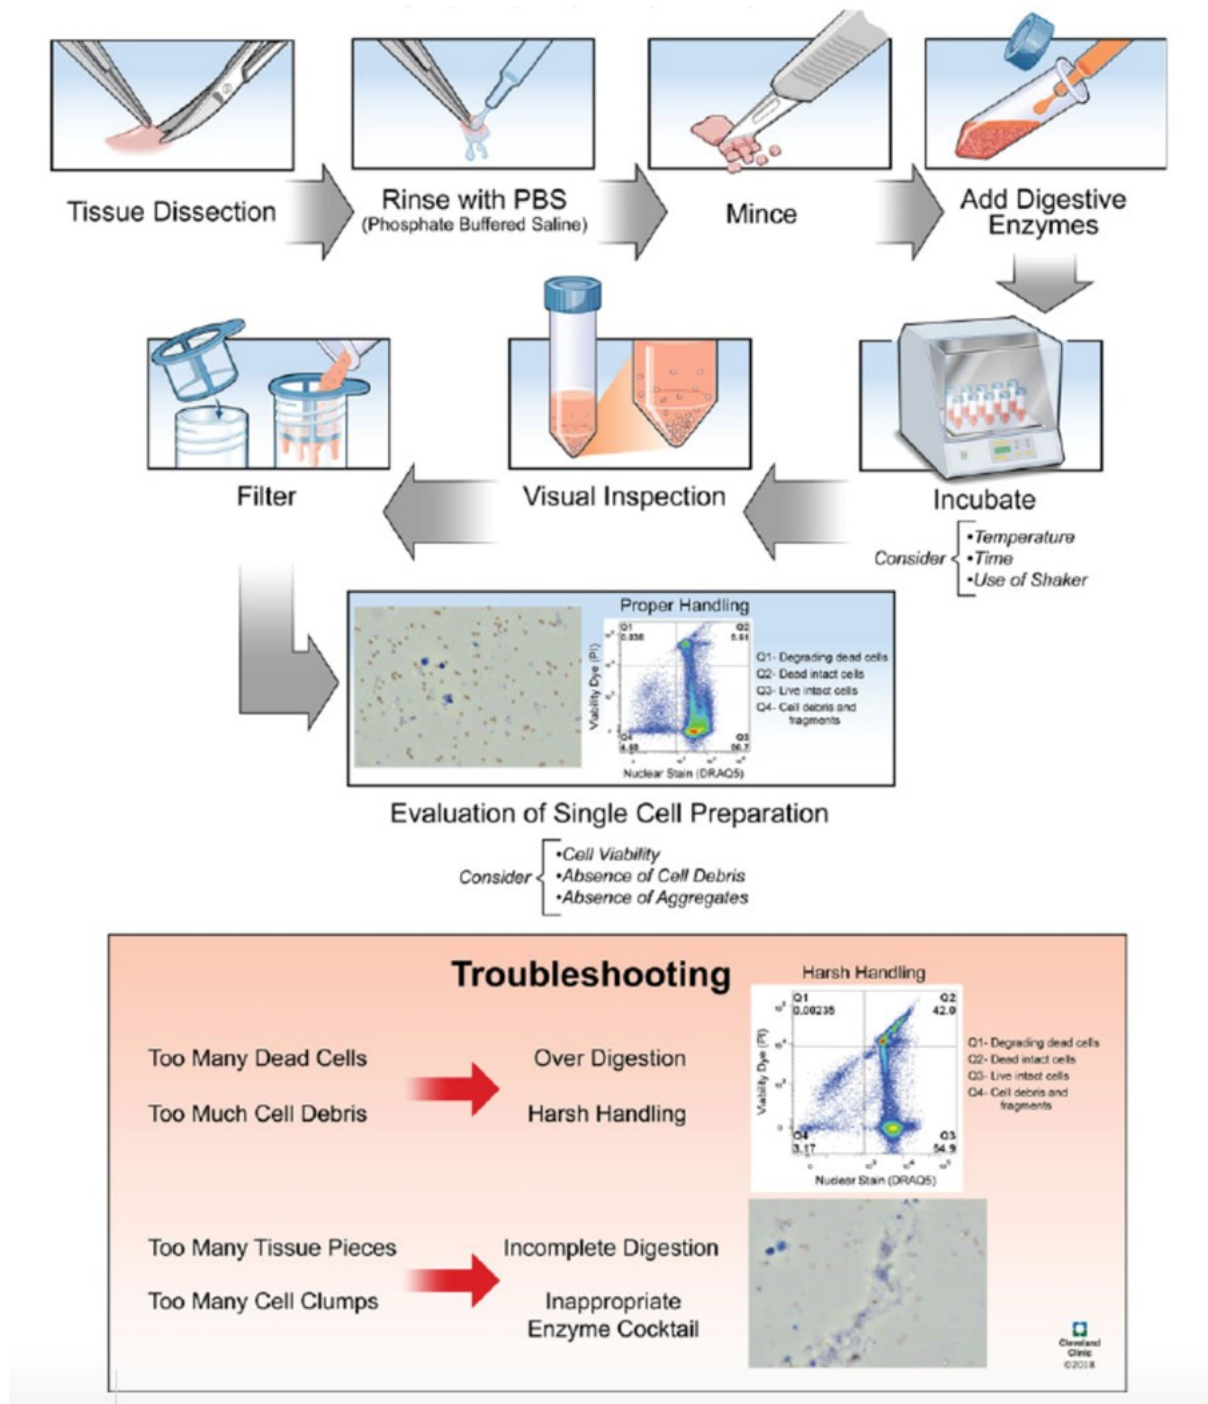 Tissue Dissection
Rinse with PBS
(Phosphate Buffered Saline)
Mince
Add Digestive
Enzymes
Filter
Visual Inspection
Incubate
Consider
•Temperature
•Time
•Use of Shaker
Proper Handling
Q1
0.838
Q2
Q4
Q3
Viability Dye (PI)
Nuclear Stain (DRAQ5)
Q1- Degrading dead cells
Q2- Dead intact cells
Q3- Live intact cells
Q4- Cell debris and
fragments
Evaluation of Single Cell Preparation
Consider
•Cell Viability
•Absence of Cell Debris
•Absence of Aggregates
Troubleshooting
Too Many Dead Cells
Too Much Cell Debris
Over Digestion
Harsh Handling
Harsh Handling
Q1
0.00235
Q2
42.0
Q4
3.17
Q3
54.9
Viability Dye (PI)
Nuclear Stain (DRAQ5)
Q1- Degrading dead cells
Q2- Dead intact cells
Q3- Live intact cells
Q4- Cell debris and
fragments
Too Many Tissue Pieces
Too Many Cell Clumps
Incomplete Digestion
Inappropriate
Enzyme Cocktail
Cleveland
Clinic
©2018